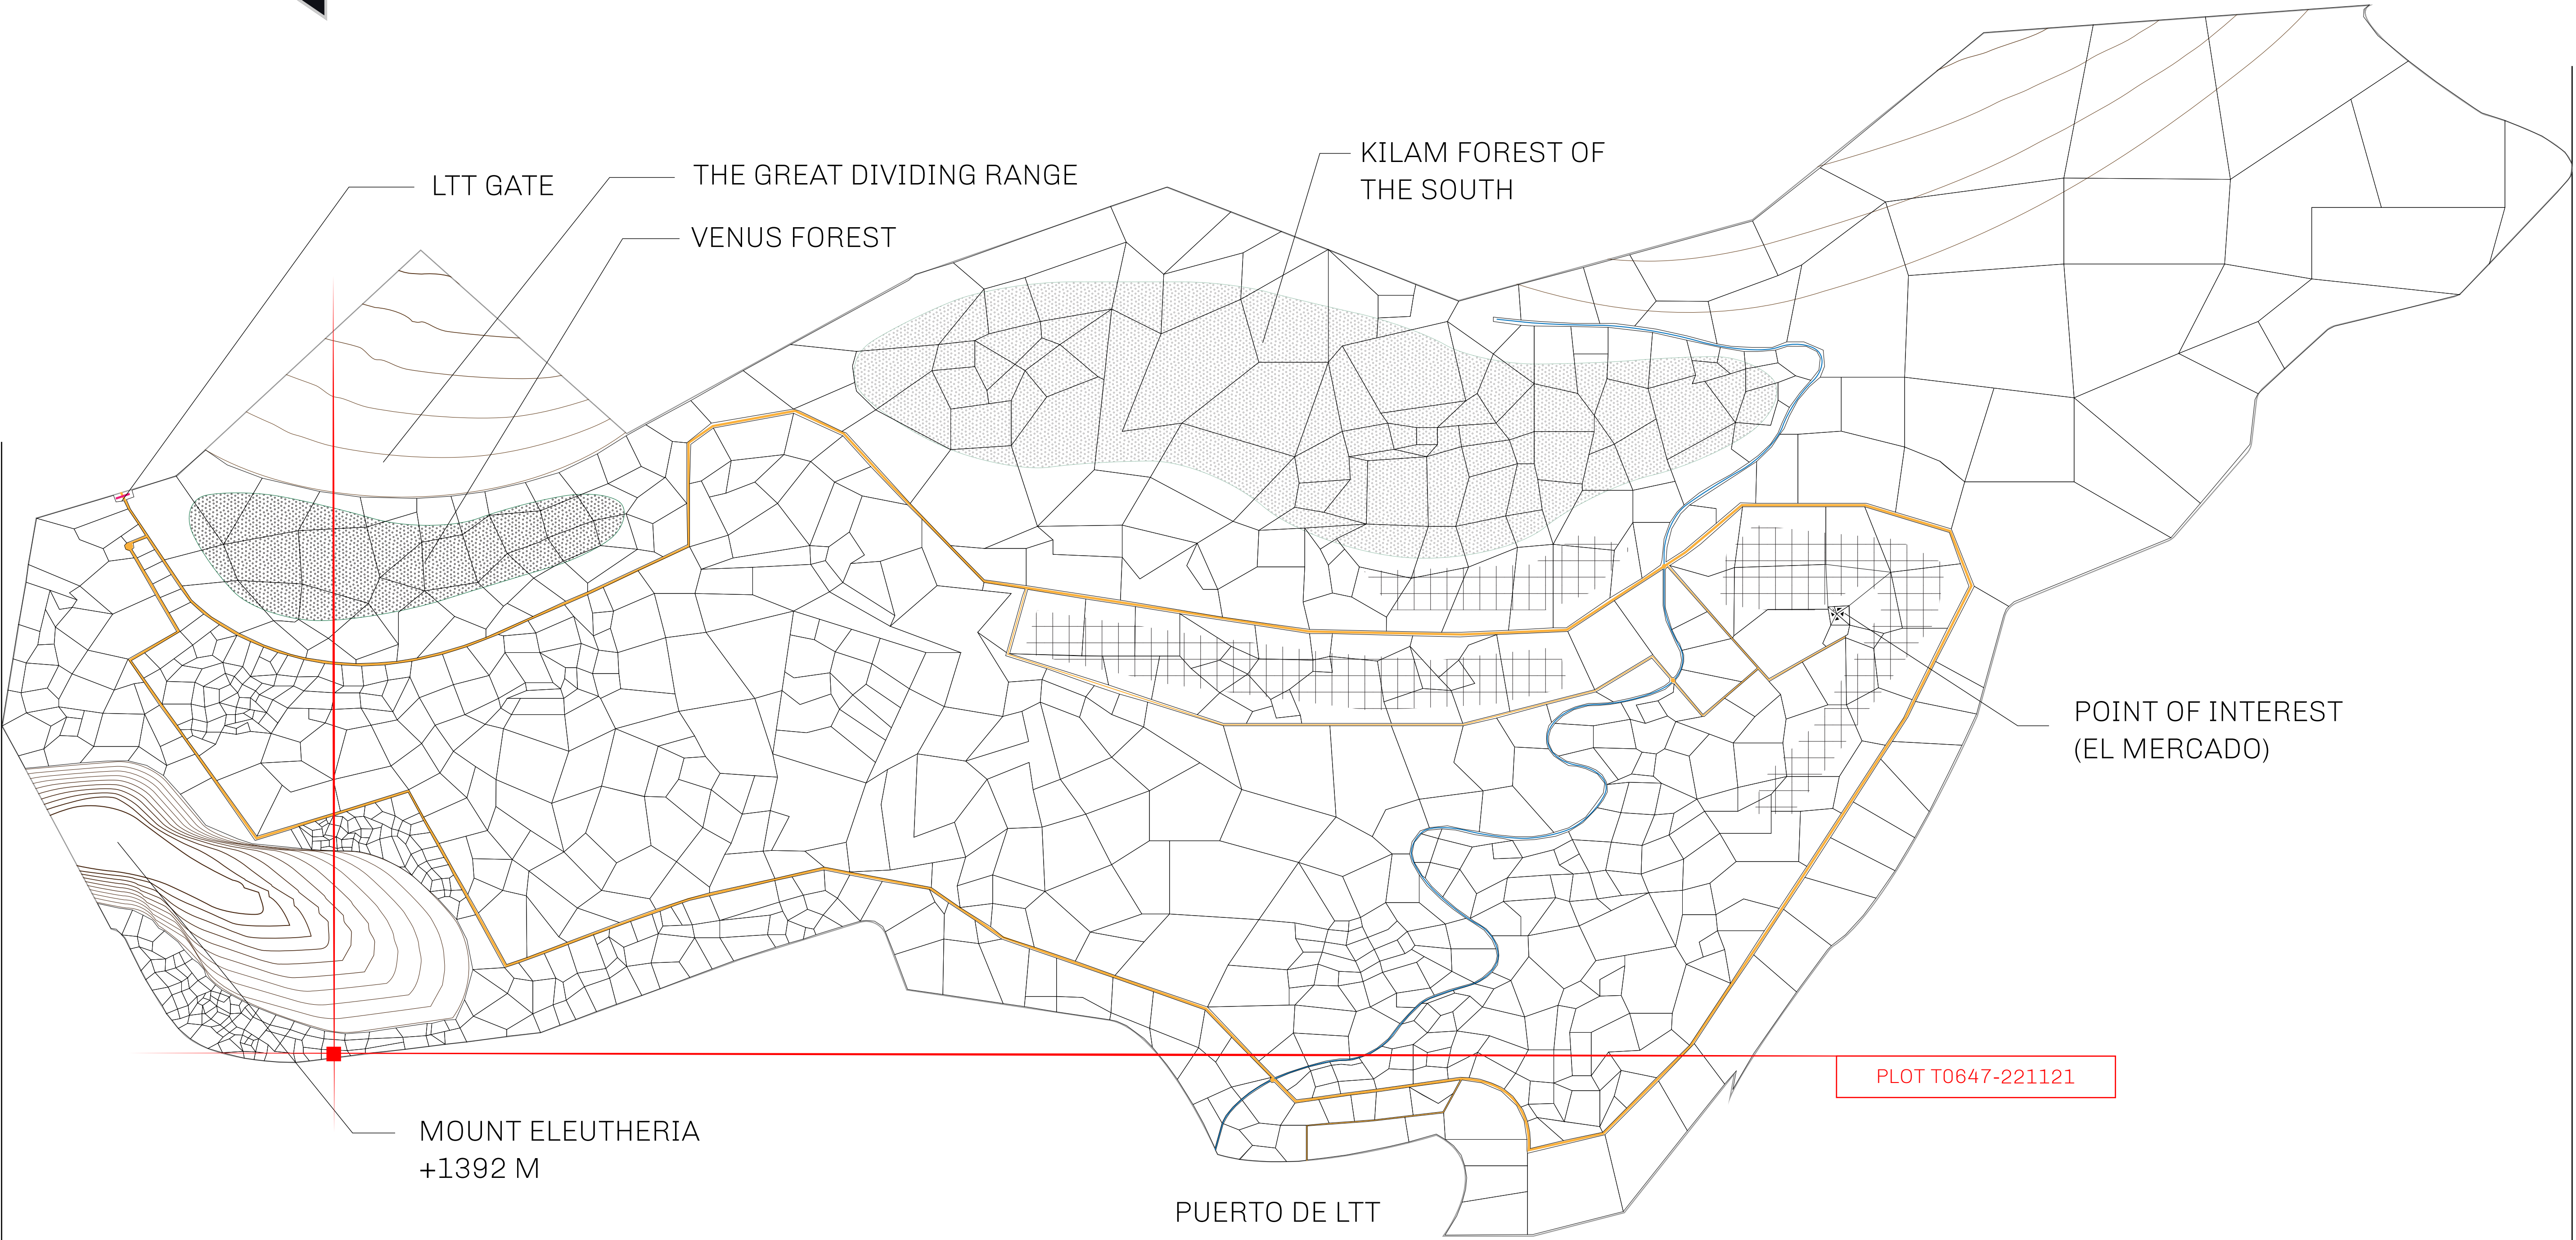 KILAM FOREST OF
THE SOUTH
THE GREAT DIVIDING RANGE
LTT GATE
VENUS FOREST
POINT OF INTEREST
(EL MERCADO)
PLOT T0647-221121
MOUNT ELEUTHERIA
+1392 M
PUERTO DE LTT